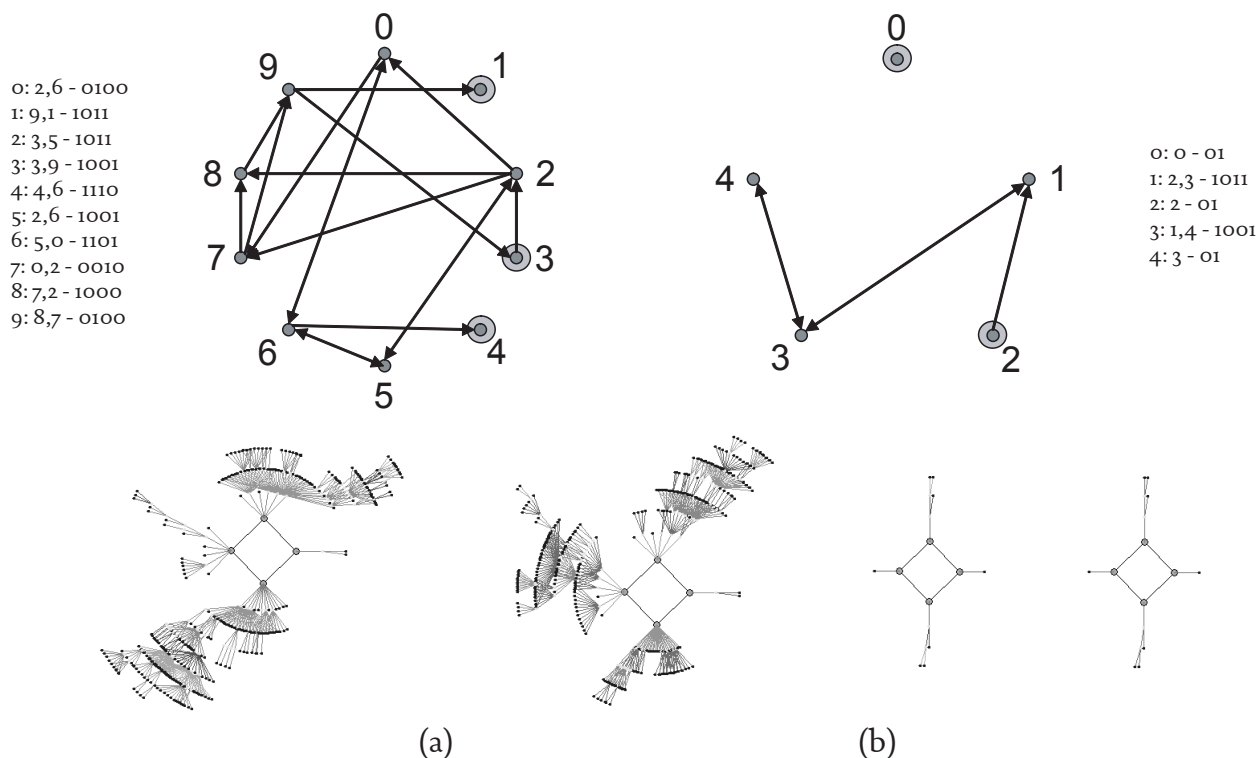 0: 2,6 - 0100
1: 9,1 - 1011
2: 3,5 - 1011
3: 3,9 - 1001
4: 4,6 - 1110
5: 2,6 - 1001
6: 5,0 - 1101
7: 0,2 - 0010
8: 7,2 - 1000
9: 8,7 - 0100
0
1
2
3
4
5
6
7
8
9
0
1
2
3
4
0: 0 - 01
1: 2,3 - 1011
2: 2 - 01
3: 1,4 - 1001
4: 3 - 01
(a)
(b)